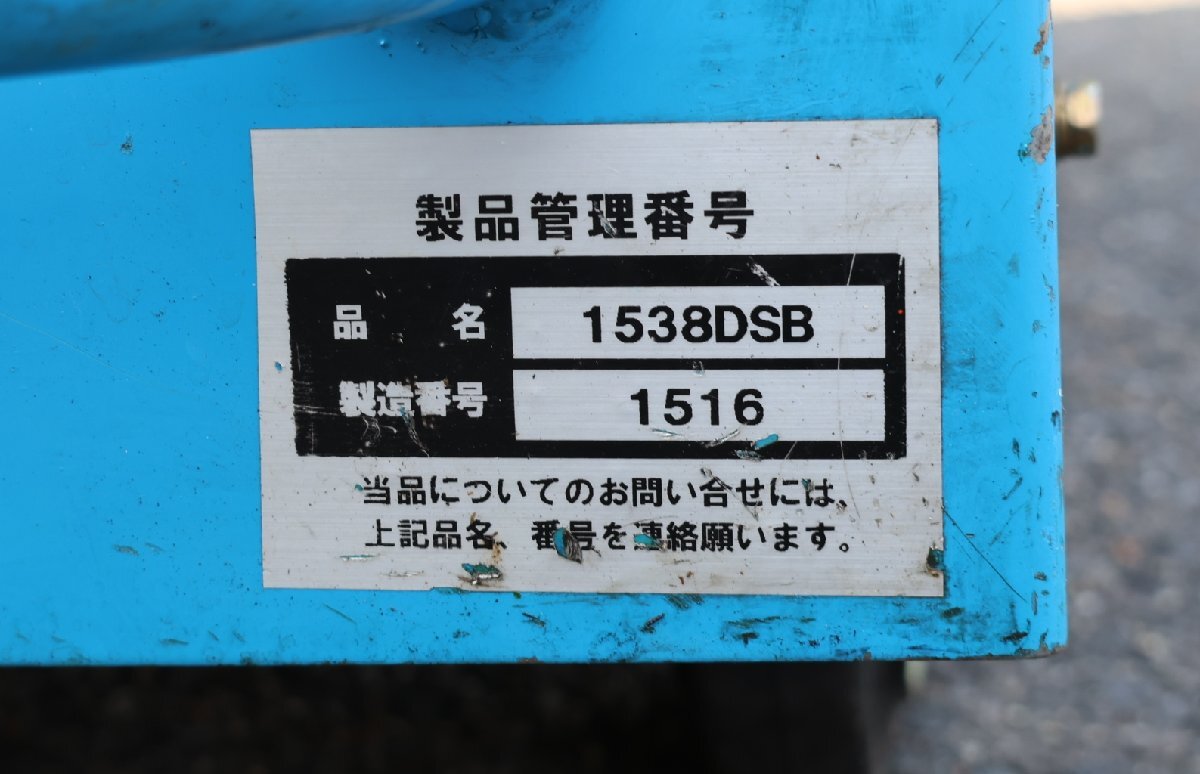 製品管理番号
品名 1538DSB
製造番号 1516
当品についてのお問い合せには、
上記品名、番号を連絡願います。